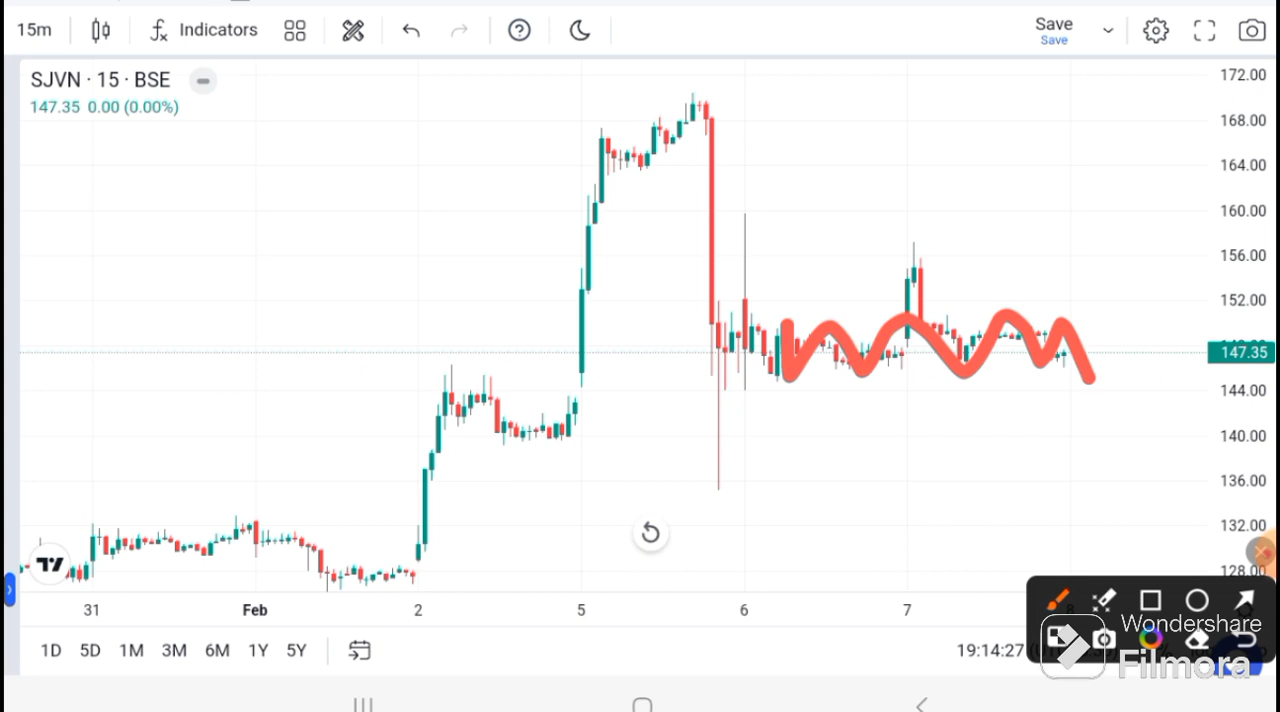 15m Indicators Save
Save
SJVN · 15 · BSE
147.35 0.00 (0.00%)
172.00
168.00
164.00
160.00
156.00
152.00
147.35
144.00
140.00
136.00
132.00
128.00
31 Feb 2 5 6 7 8
1D 5D 1M 3M 6M 1Y 5Y 19:14:27
Wondershare
Filmora